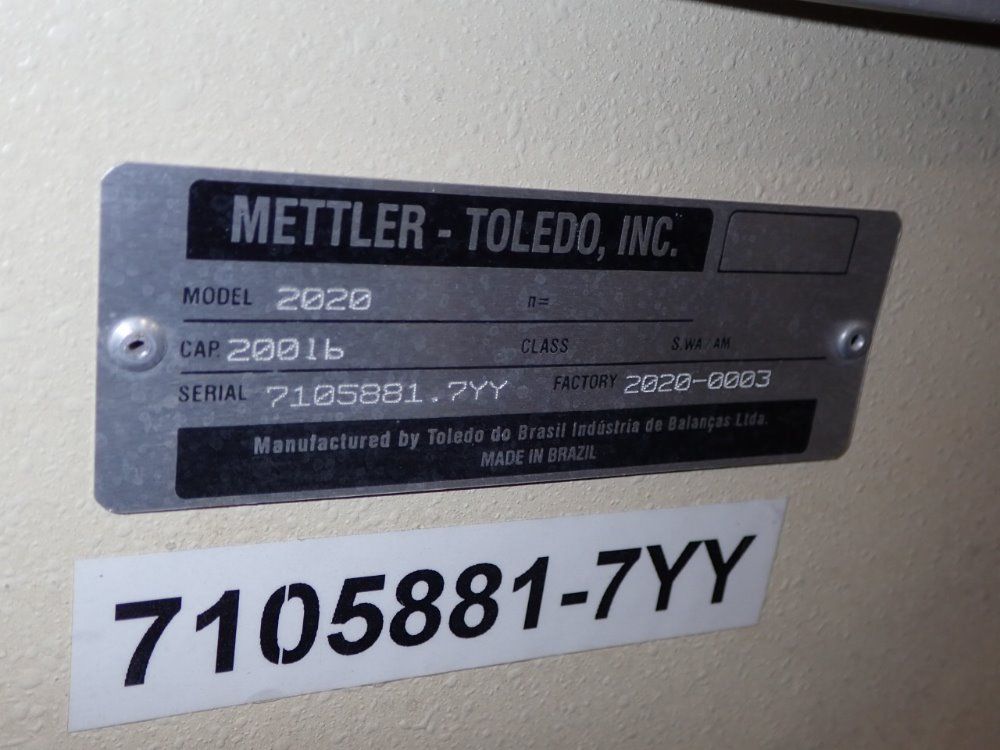 METTLER - TOLEDO, INC.
MODEL 2020 n=
CAP. 200lb CLASS S.WA/AM
SERIAL 7105881.7YY FACTORY 2020-0003
Manufactured by Toledo do Brasil Indústria de Balanças Ltda.
MADE IN BRAZIL
7105881-7YY